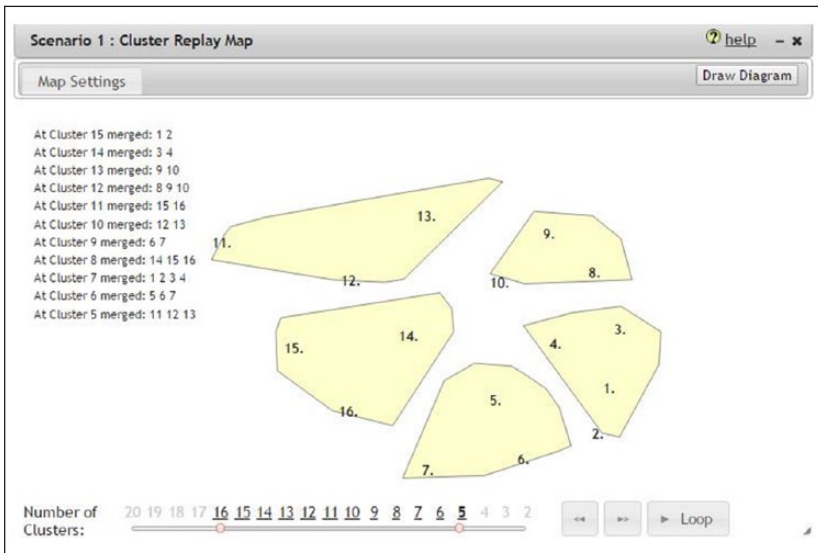 Scenario 1 : Cluster Replay Map
? help – ×
Map Settings
Draw Diagram
At Cluster 15 merged: 1 2
At Cluster 14 merged: 3 4
At Cluster 13 merged: 9 10
At Cluster 12 merged: 8 9 10
At Cluster 11 merged: 15 16
At Cluster 10 merged: 12 13
At Cluster 9 merged: 6 7
At Cluster 8 merged: 14 15 16
At Cluster 7 merged: 1 2 3 4
At Cluster 6 merged: 5 6 7
At Cluster 5 merged: 11 12 13
13.
9.
11.
8.
12.
10.
3.
14.
4.
15.
1.
5.
16.
2.
6.
7.
Number of Clusters:
20 19 18 17 16 15 14 13 12 11 10 9 8 7 6 5 4 3 2
Loop